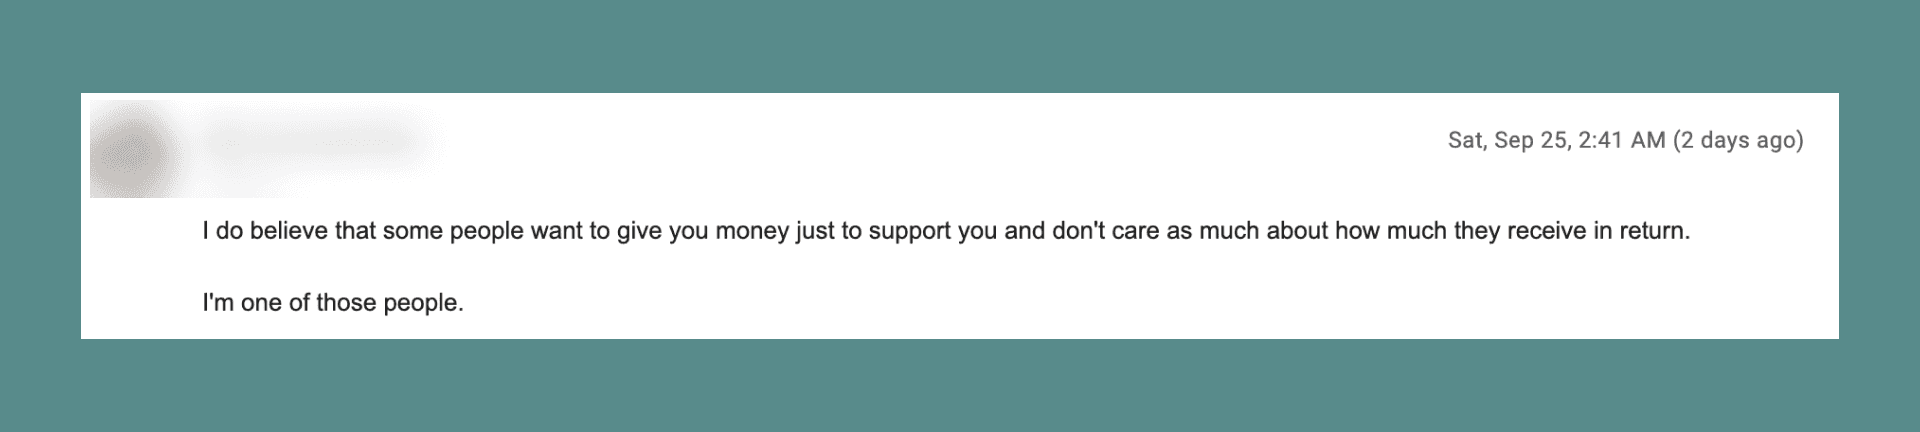 Sat, Sep 25, 2:41 AM (2 days ago)
I do believe that some people want to give you money just to support you and don't care as much about how much they receive in return.
I'm one of those people.